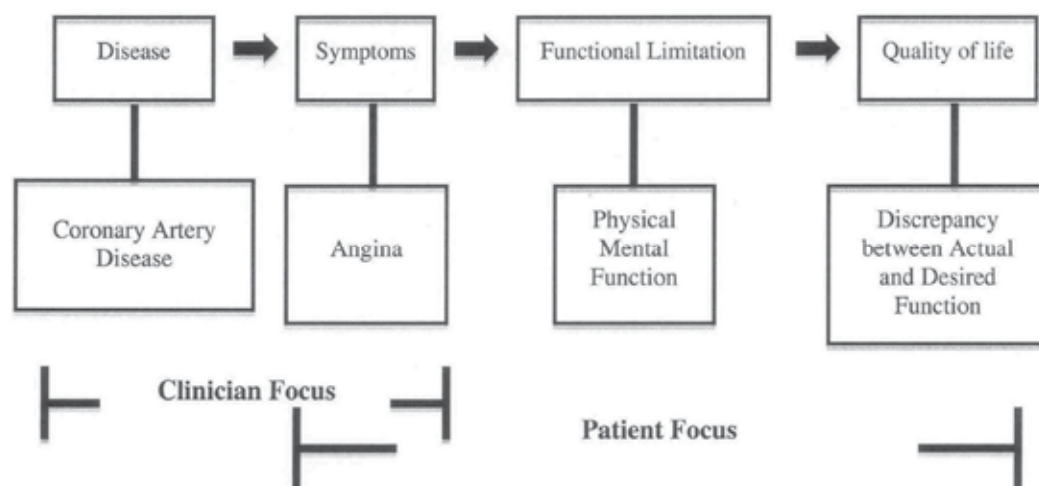 Disease
Symptoms
Functional Limitation
Quality of life
Coronary Artery
Disease
Angina
Physical
Mental
Function
Discrepancy
between Actual
and Desired
Function
Clinician Focus
Patient Focus